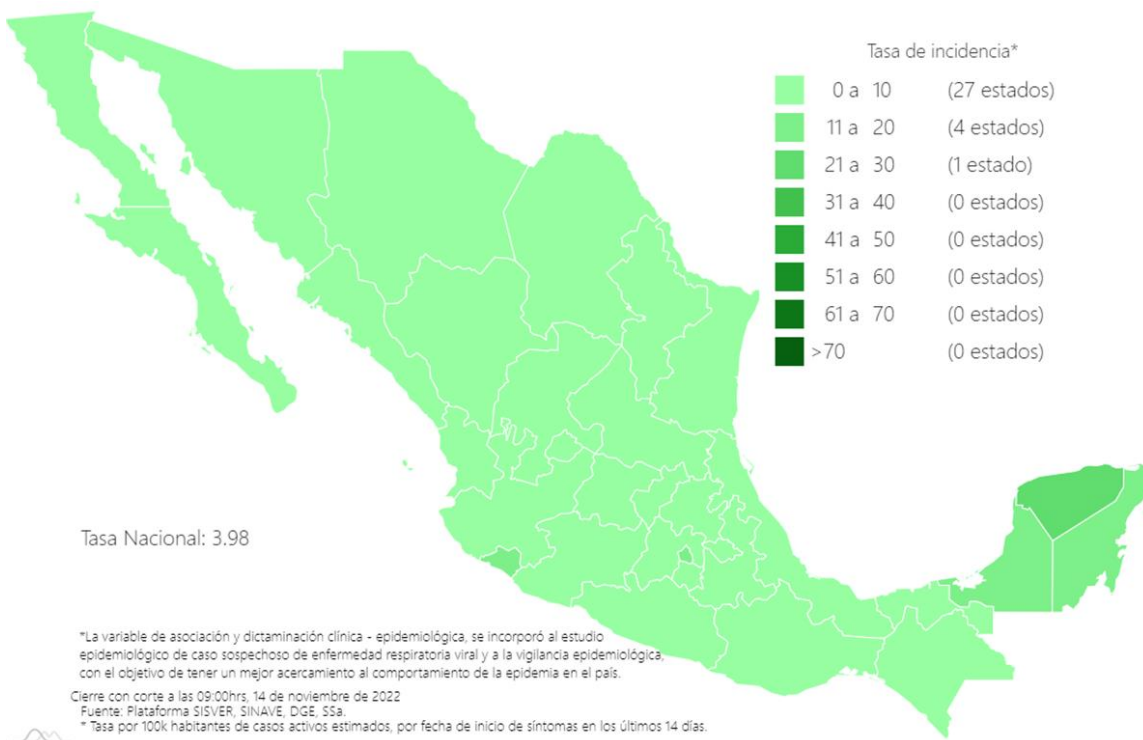 Tasa de incidencia*
0 a 10 (27 estados)
11 a 20 (4 estados)
21 a 30 (1 estado)
31 a 40 (0 estados)
41 a 50 (0 estados)
51 a 60 (0 estados)
61 a 70 (0 estados)
>70 (0 estados)
Tasa Nacional: 3.98
*La variable de asociación y dictaminación clínica - epidemiológica, se incorporó al estudio
epidemiológico de caso sospechoso de enfermedad respiratoria viral y a la vigilancia epidemiológica,
con el objetivo de tener un mejor acercamiento al comportamiento de la epidemia en el país.
Cierre con corte a las 09:00hrs, 14 de noviembre de 2022
Fuente: Plataforma SISVER, SINAVE, DGE, SSa.
* Tasa por 100k habitantes de casos activos estimados, por fecha de inicio de síntomas en los últimos 14 días.